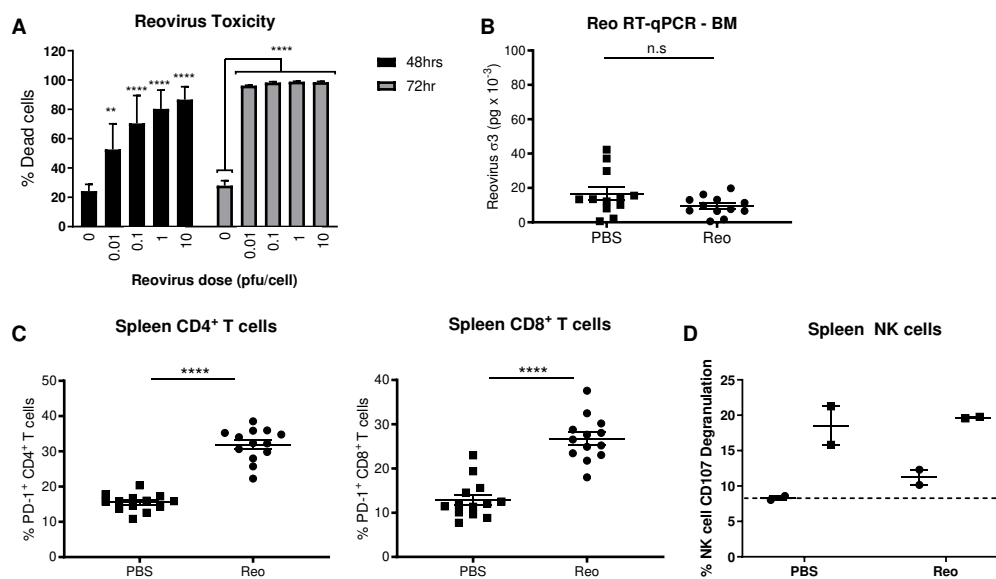 A
Reovirus Toxicity
% Dead cells
120
100
80
60
40
20
0
**
****
****
****
****
48hrs
72hr
0
0.01
0.1
1
10
0
0.01
0.1
1
10
Reovirus dose (pfu/cell)
B
Reo RT-qPCR - BM
Reovirus σ3 (pg x 10⁻³)
100
80
60
40
20
0
n.s
PBS
Reo
C
Spleen CD4⁺ T cells
% PD-1⁺ CD4⁺ T cells
50
40
30
20
10
0
****
PBS
Reo
Spleen CD8⁺ T cells
% PD-1⁺ CD8⁺ T cells
40
30
20
10
0
****
PBS
Reo
D
Spleen NK cells
% NK cell CD107 Degranulation
25
20
15
10
5
0
PBS
Reo